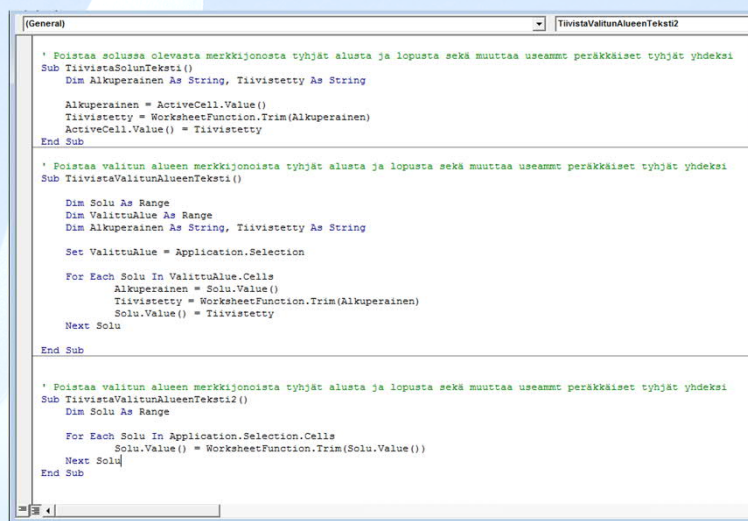 (General)
TiivistaValitunAlueenTeksti2
' Poistaa solussa olevasta merkkijonosta tyhjät alusta ja lopusta sekä muuttaa useammt peräkkäiset tyhjät yhdeksi
Sub TiivistaSolunTeksti()
Dim Alkuperainen As String, Tiivistetty As String
Alkuperainen = ActiveCell.Value()
Tiivistetty = WorksheetFunction.Trim(Alkuperainen)
ActiveCell.Value() = Tiivistetty
End Sub
' Poistaa valitun alueen merkkijonoista tyhjät alusta ja lopusta sekä muuttaa useammt peräkkäiset tyhjät yhdeksi
Sub TiivistaValitunAlueenTeksti()
Dim Solu As Range
Dim ValittuAlue As Range
Dim Alkuperainen As String, Tiivistetty As String
Set ValittuAlue = Application.Selection
For Each Solu In ValittuAlue.Cells
Alkuperainen = Solu.Value()
Tiivistetty = WorksheetFunction.Trim(Alkuperainen)
Solu.Value() = Tiivistetty
Next Solu
End Sub
' Poistaa valitun alueen merkkijonoista tyhjät alusta ja lopusta sekä muuttaa useammt peräkkäiset tyhjät yhdeksi
Sub TiivistaValitunAlueenTeksti2()
Dim Solu As Range
For Each Solu In Application.Selection.Cells
Solu.Value() = WorksheetFunction.Trim(Solu.Value())
Next Solu
End Sub